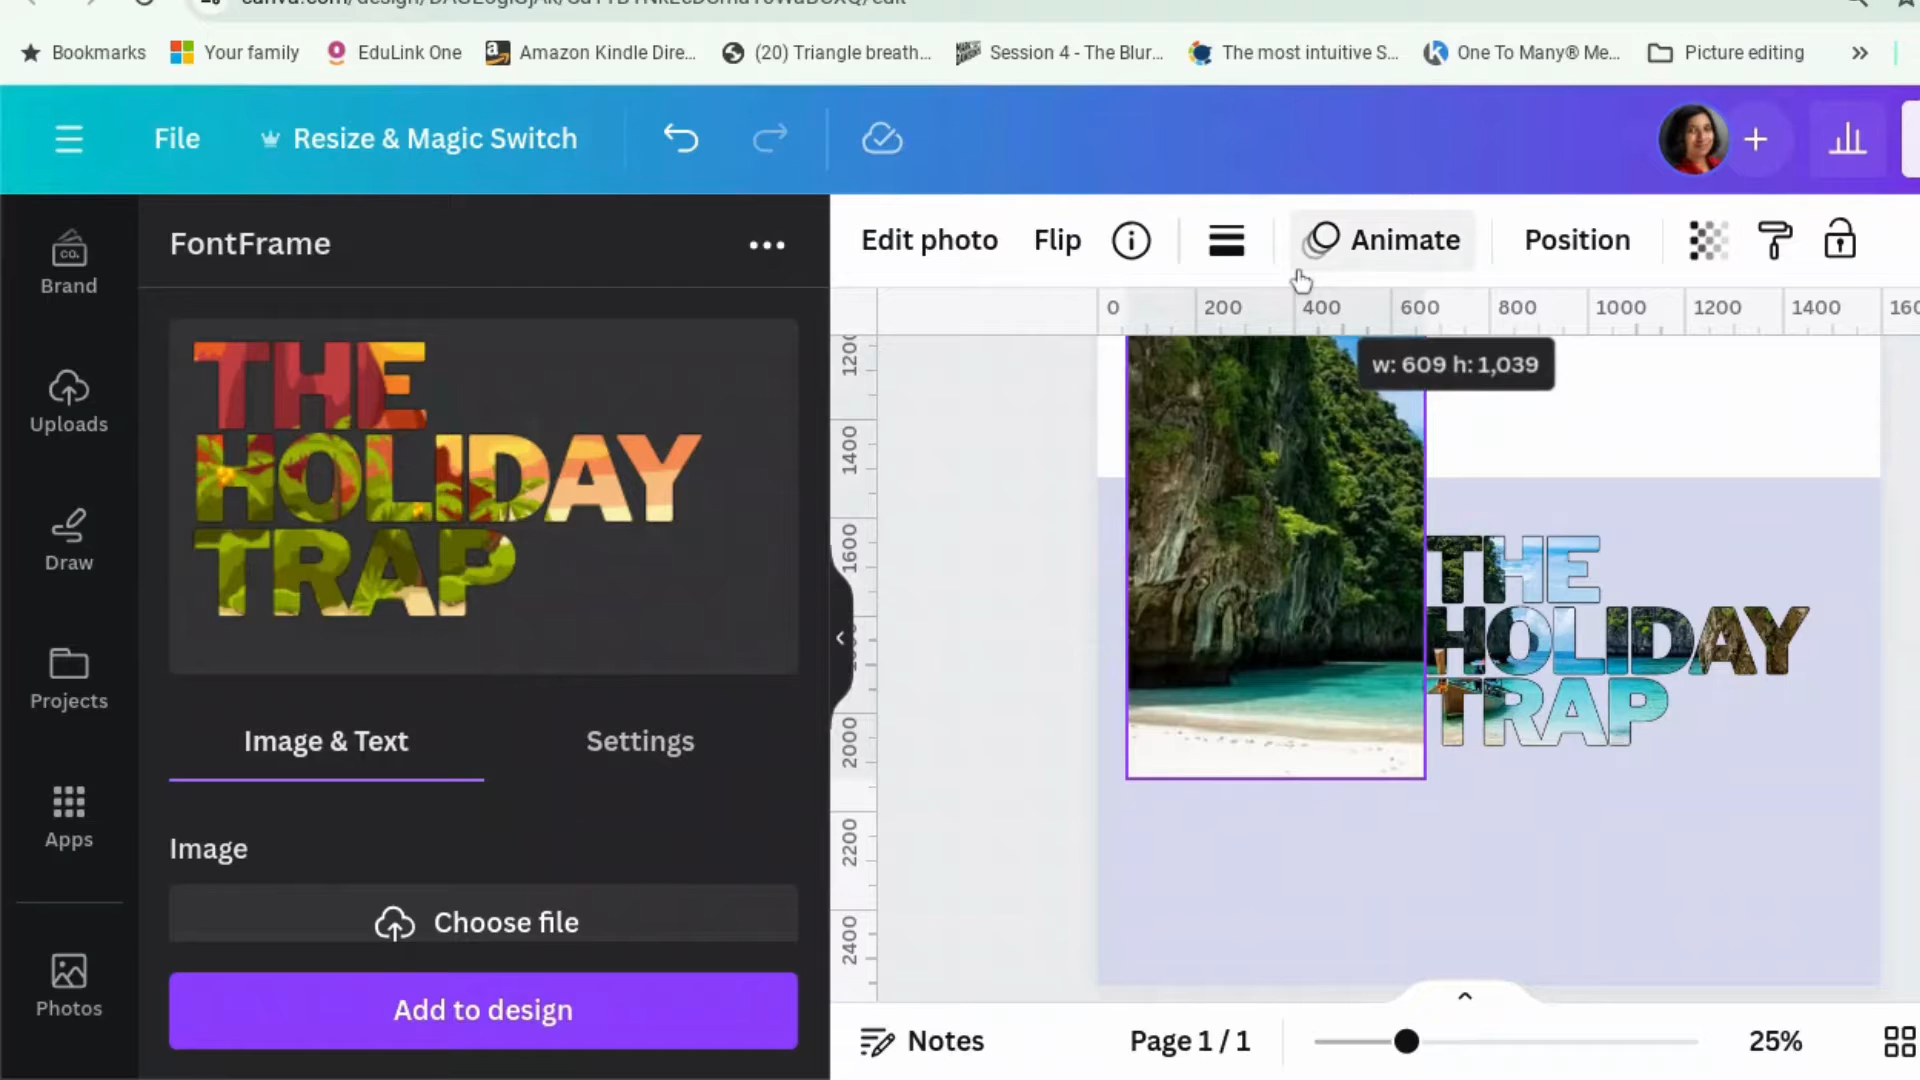 Bookmarks
Your family
EduLink One
Amazon Kindle Dire...
(20) Triangle breath...
Session 4 - The Blur...
The most intuitive S...
One To Many® Me...
Picture editing
File
Resize & Magic Switch
CO.
Brand
Uploads
Draw
Projects
Apps
Photos
FontFrame
THE
HOLIDAY
TRAP
Image & Text
Settings
Image
Choose file
Add to design
Edit photo
Flip
Animate
Position
0
200
400
600
800
1000
1200
1400
160
1200
1400
1600
2000
2200
2400
w: 609 h: 1,039
THE
HOLIDAY
TRAP
Notes
Page 1 / 1
25%